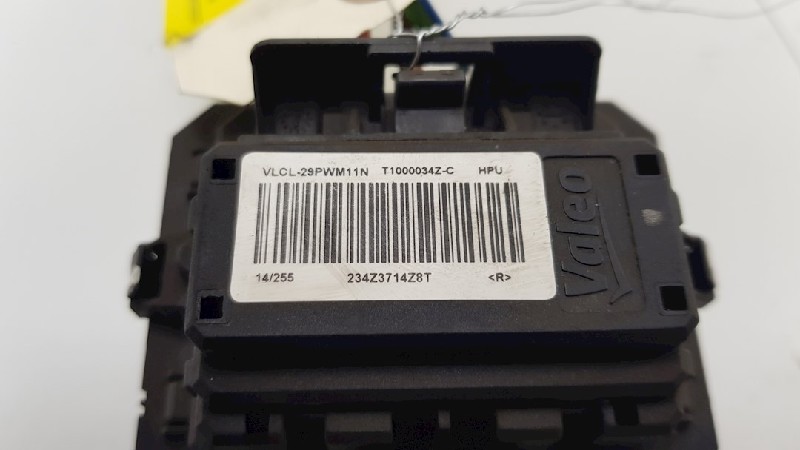 VLCL-29PWM11N T1000034Z-C HPU
14/255 234Z3714Z8T <R>
Valeo